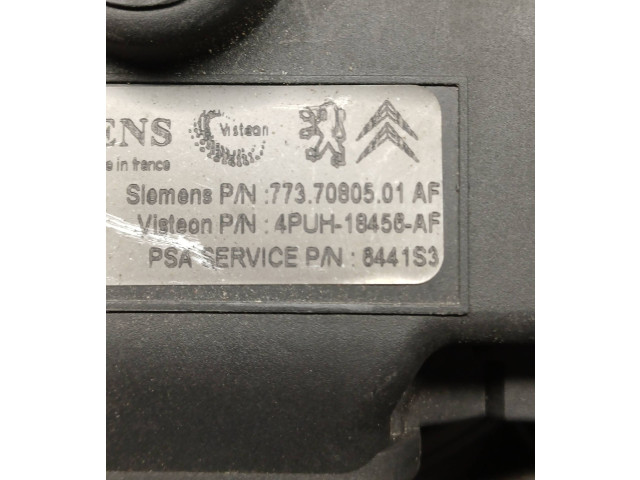 ENS Visteon
e in france
Siemens P/N :773.70805.01 AF
Visteon P/N : 4PUH-18456-AF
PSA SERVICE P/N : 6441S3